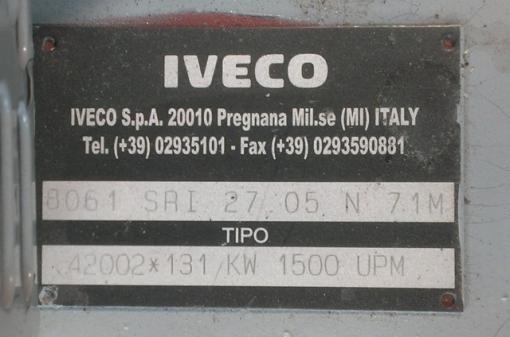 IVECO
IVECO S.p.A. 20010 Pregnana Mil.se (MI) ITALY
Tel. (+39) 02935101 - Fax (+39) 0293590881
8061 SRI 27 05 N 71M
TIPO
42002*131 KW 1500 UPM